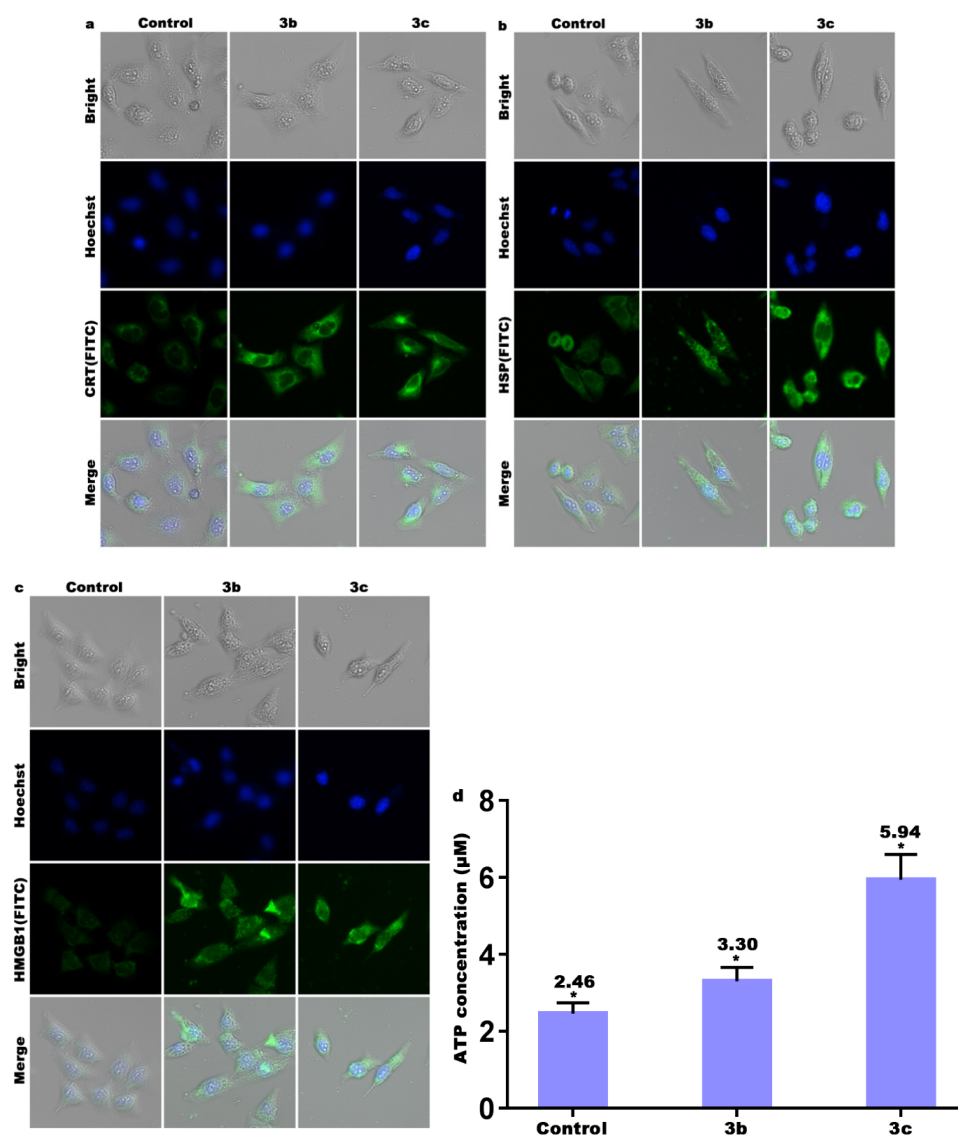 a
Control
3b
3c
Bright
Hoechst
CRT(FITC)
Merge
b
Control
3b
3c
Bright
Hoechst
HSP(FITC)
Merge
c
Control
3b
3c
Bright
Hoechst
HMGB1(FITC)
Merge
d
ATP concentration (µM)
8
6
4
2
0
2.46
*
3.30
*
5.94
*
Control
3b
3c